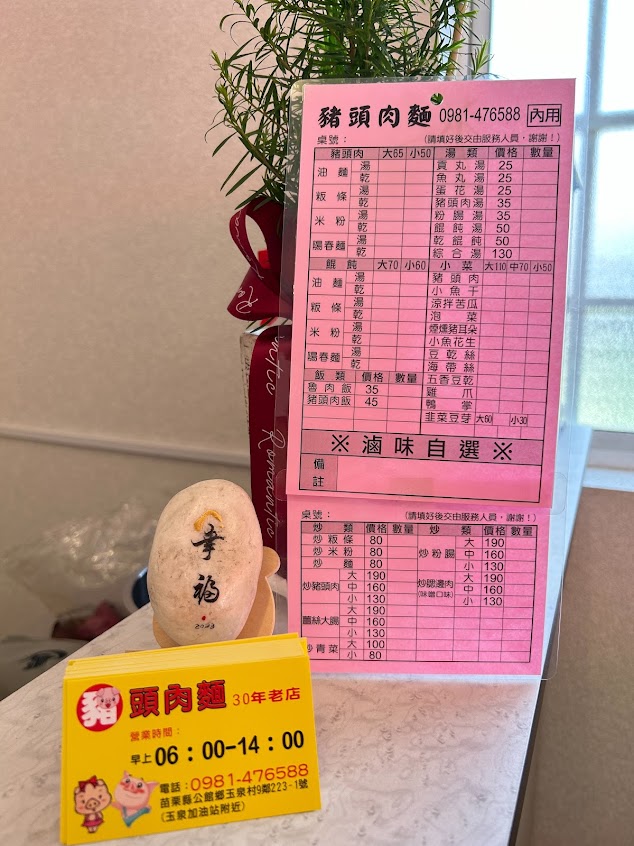 豬頭肉麵 0981-476588 內用
桌號： (請填好後交由服務人員，謝謝！)
豬頭肉 大65 小50 湯類 價格 數量
油麵 湯 貢丸湯 25
乾 魚丸湯 25
粄條 湯 蛋花湯 25
乾 豬頭肉湯 35
米粉 湯 粉腸湯 35
乾 餛飩湯 50
陽春麵 湯 乾餛飩 50
乾 綜合湯 130
餛飩 大70 小60 小菜 大110 中70 小50
油麵 湯 豬頭肉
乾 小魚干
粄條 湯 涼拌苦瓜
乾 泡菜
米粉 湯 煙燻豬耳朵
乾 小魚花生
陽春麵 湯 豆乾絲
乾 海帶絲
飯類 價格 數量 五香豆乾
魯肉飯 35 雞爪
豬頭肉飯 45 鴨掌
韭菜豆芽 大60 小30
※滷味自選※
備註
桌號： (請填好後交由服務人員，謝謝！)
炒類 價格 數量 炒類 價格 數量
炒粄條 80 炒粉腸 大 190
炒米粉 80 中 160
炒麵 80 小 130
炒豬頭肉 大 190 炒腮邊肉 (味噌口味) 大 190
中 160 中 160
小 130 小 130
薑絲大腸 大 190
中 160
小 130
炒青菜 大 100
小 80
幸福
2023
Romantic
豬頭肉麵 30年老店
營業時間：
早上06：00-14：00
電話：0981-476588
苗栗縣公館鄉玉泉村9鄰223-1號
(玉泉加油站附近)